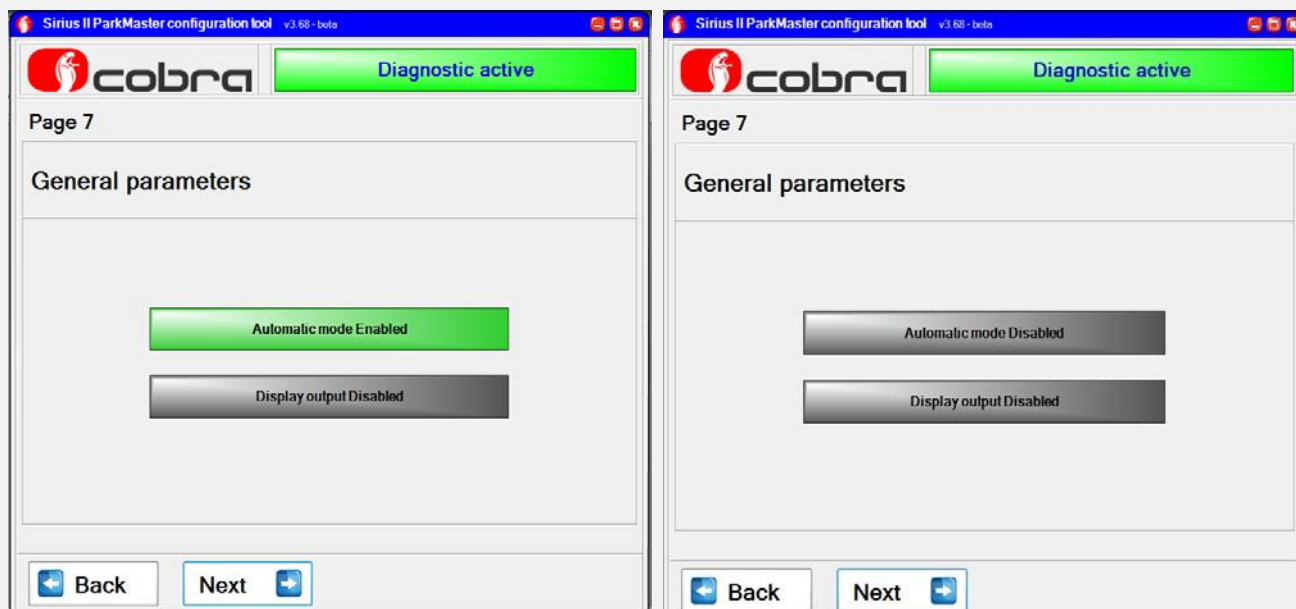 Sirius II ParkMaster configuration tool v3.68 - beta
cobra
Diagnostic active
Page 7
General parameters
Automatic mode Enabled
Display output Disabled
Back
Next
Sirius II ParkMaster configuration tool v3.68 - beta
cobra
Diagnostic active
Page 7
General parameters
Automatic mode Disabled
Display output Disabled
Back
Next